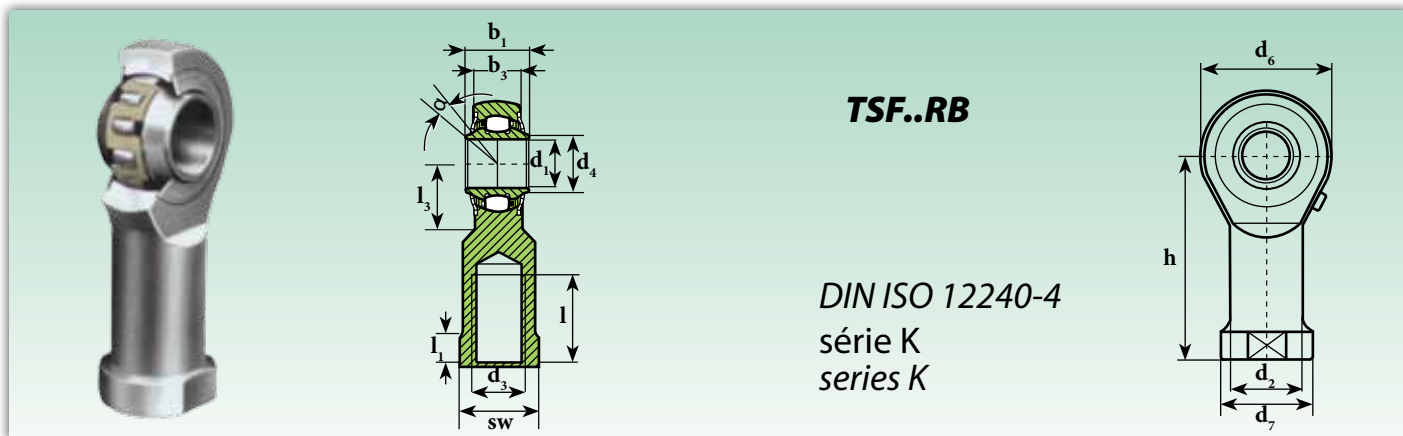 b₁
b₃
α
d₁
d₄
l₃
l
l₁
d₃
sw
TSF..RB
DIN ISO 12240-4
série K
series K
d₆
h
d₂
d₇